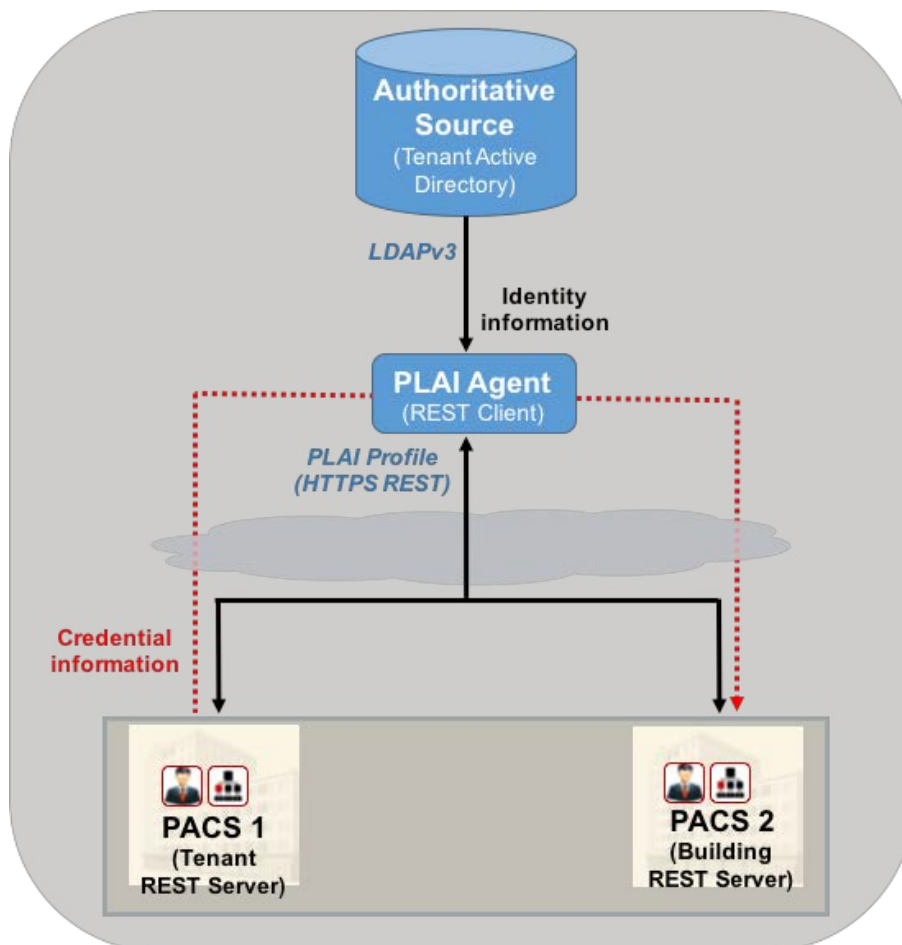 Authoritative
Source
(Tenant Active
Directory)
LDAPv3
Identity
information
PLAI Agent
(REST Client)
PLAI Profile
(HTTPS REST)
Credential
information
PACS 1
(Tenant
REST Server)
PACS 2
(Building
REST Server)